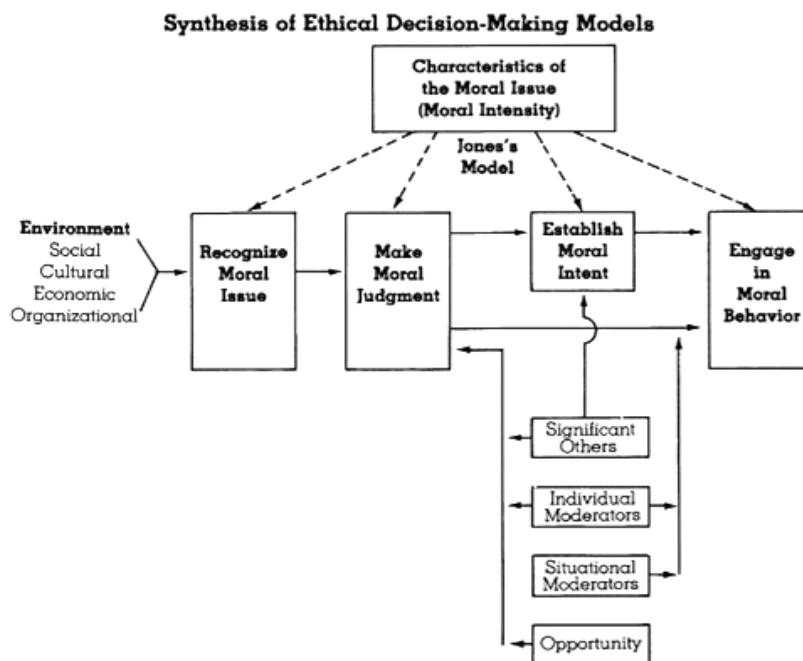 Synthesis of Ethical Decision-Making Models
Characteristics of
the Moral Issue
(Moral Intensity)
Jones's
Model
Environment
Social
Cultural
Economic
Organizational
Recognize
Moral
Issue
Make
Moral
Judgment
Establish
Moral
Intent
Engage
in
Moral
Behavior
Significant
Others
Individual
Moderators
Situational
Moderators
Opportunity